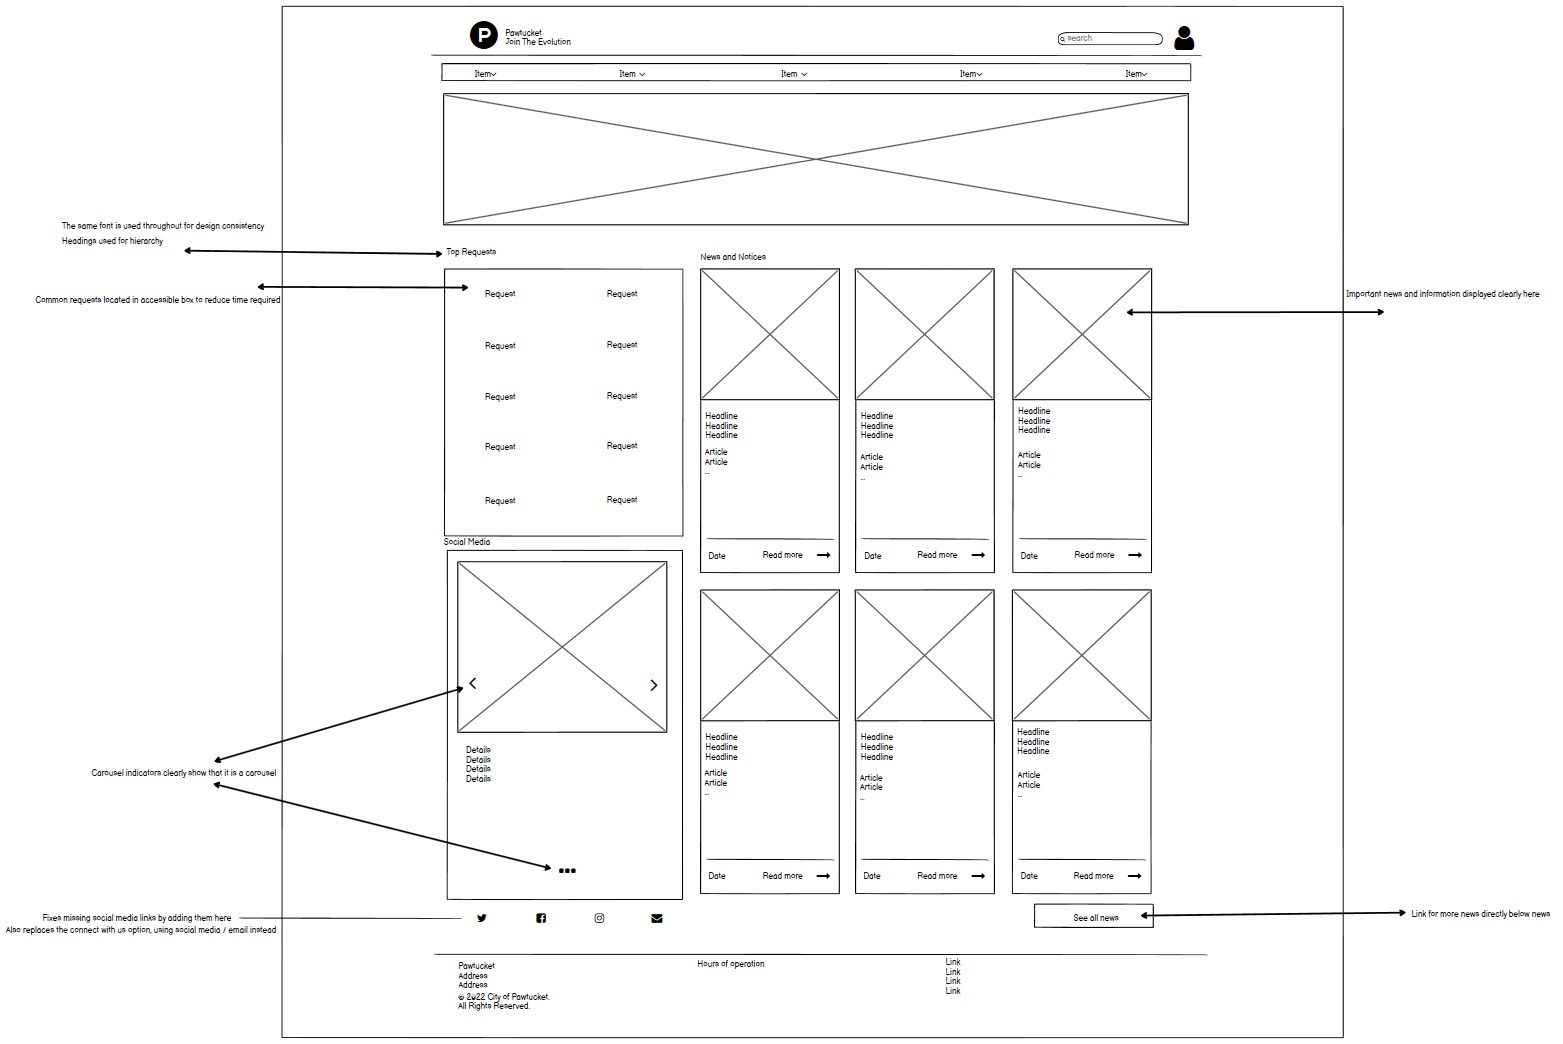 P
Pawtucket
Join The Evolution
search
Item
Item
Item
Item
Item
The same font is used throughout for design consistency
Headings used for hierarchy
Common requests located in accessible box to reduce time required
Top Requests
Request Request
Request Request
Request Request
Request Request
Request Request
News and Notices
Important news and information displayed clearly here
Headline
Headline
Headline
Article
Article
...
Date Read more
Headline
Headline
Headline
Article
Article
...
Date Read more
Headline
Headline
Headline
Article
Article
...
Date Read more
Social Media
Details
Details
Details
Details
Carousel indicators clearly show that it is a carousel
Headline
Headline
Headline
Article
Article
...
Date Read more
Headline
Headline
Headline
Article
Article
...
Date Read more
Headline
Headline
Headline
Article
Article
...
Date Read more
Fixes missing social media links by adding them here
Also replaces the connect with us option, using social media / email instead
See all news
Link for more news directly below news
Pawtucket
Address
Address
© 2022 City of Pawtucket.
All Rights Reserved.
Hours of operation
Link
Link
Link
Link